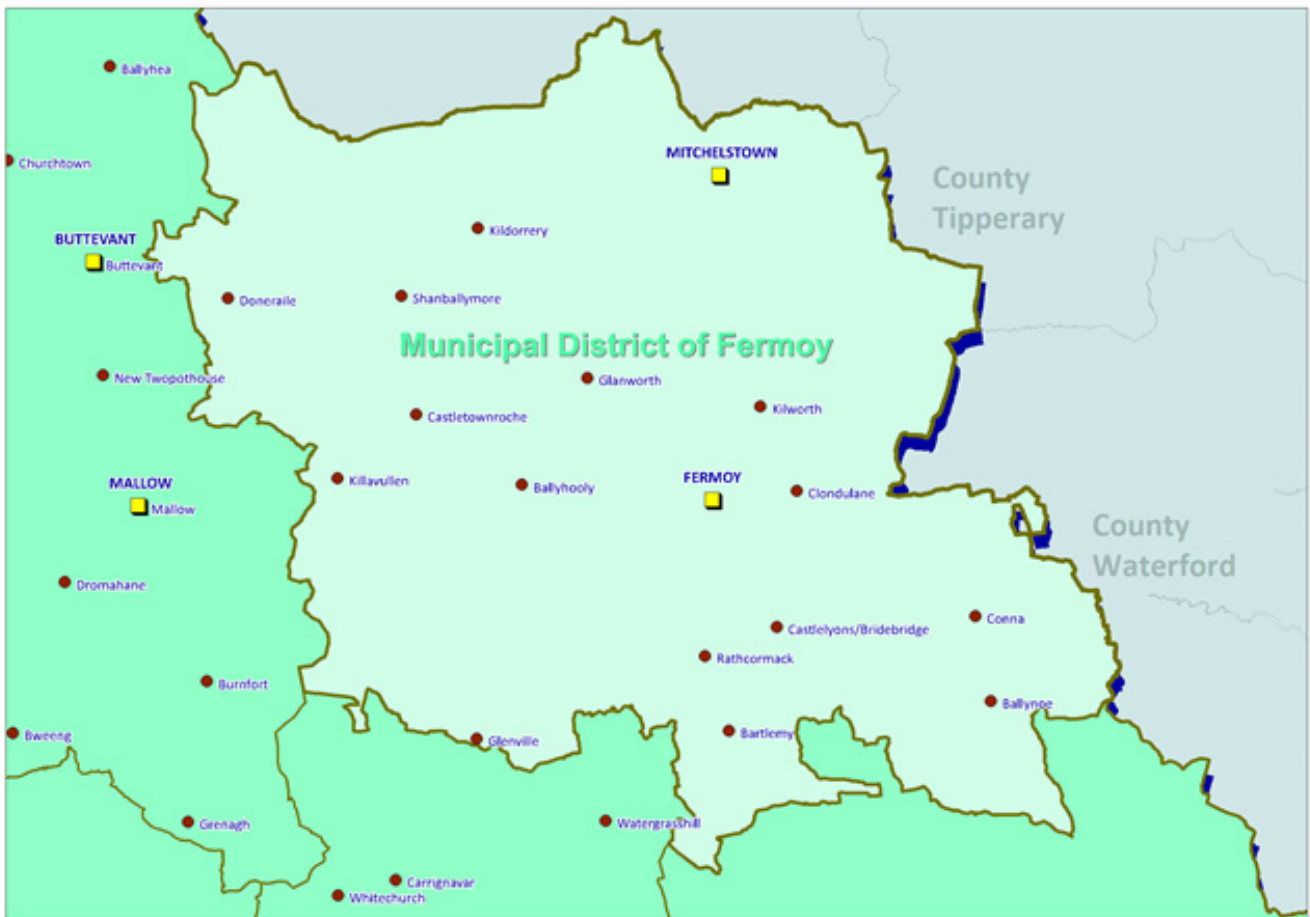 Ballyhea
MITCHELSTOWN
Churchtown
County
Tipperary
Kildorrery
BUTTEVANT
Buttevant
Doneraile
Shanballymore
Municipal District of Fermoy
New Twopothouse
Glanworth
Kilworth
Castletownroche
MALLOW
Mallow
Killavullen
Ballyhooly
FERMOY
Clondulane
County
Waterford
Dromahane
Conna
Castlelyons/Bridebridge
Rathcormack
Burnfort
Ballynoe
Bweeng
Glenville
Bartlemy
Grenagh
Watergrasshill
Carrignavar
Whitechurch